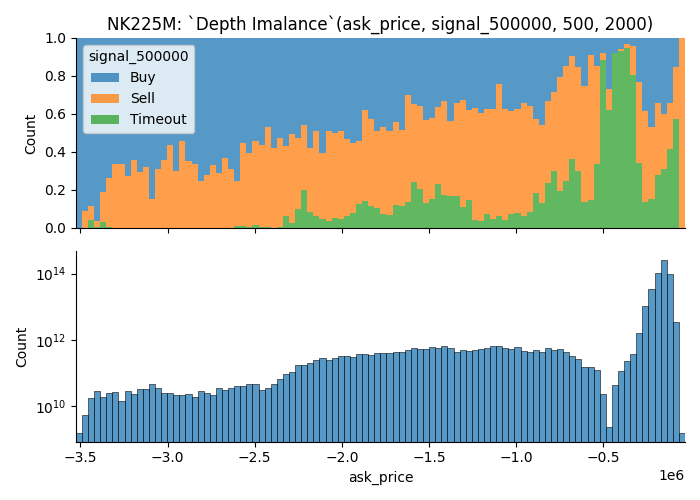 NK225M: `Depth Imalance`(ask_price, signal_500000, 500, 2000)
1.0
0.8
0.6
0.4
0.2
0.0
Count
signal_500000
Buy
Sell
Timeout
10^14
10^12
10^10
Count
−3.5 −3.0 −2.5 −2.0 −1.5 −1.0 −0.5
1e6
ask_price